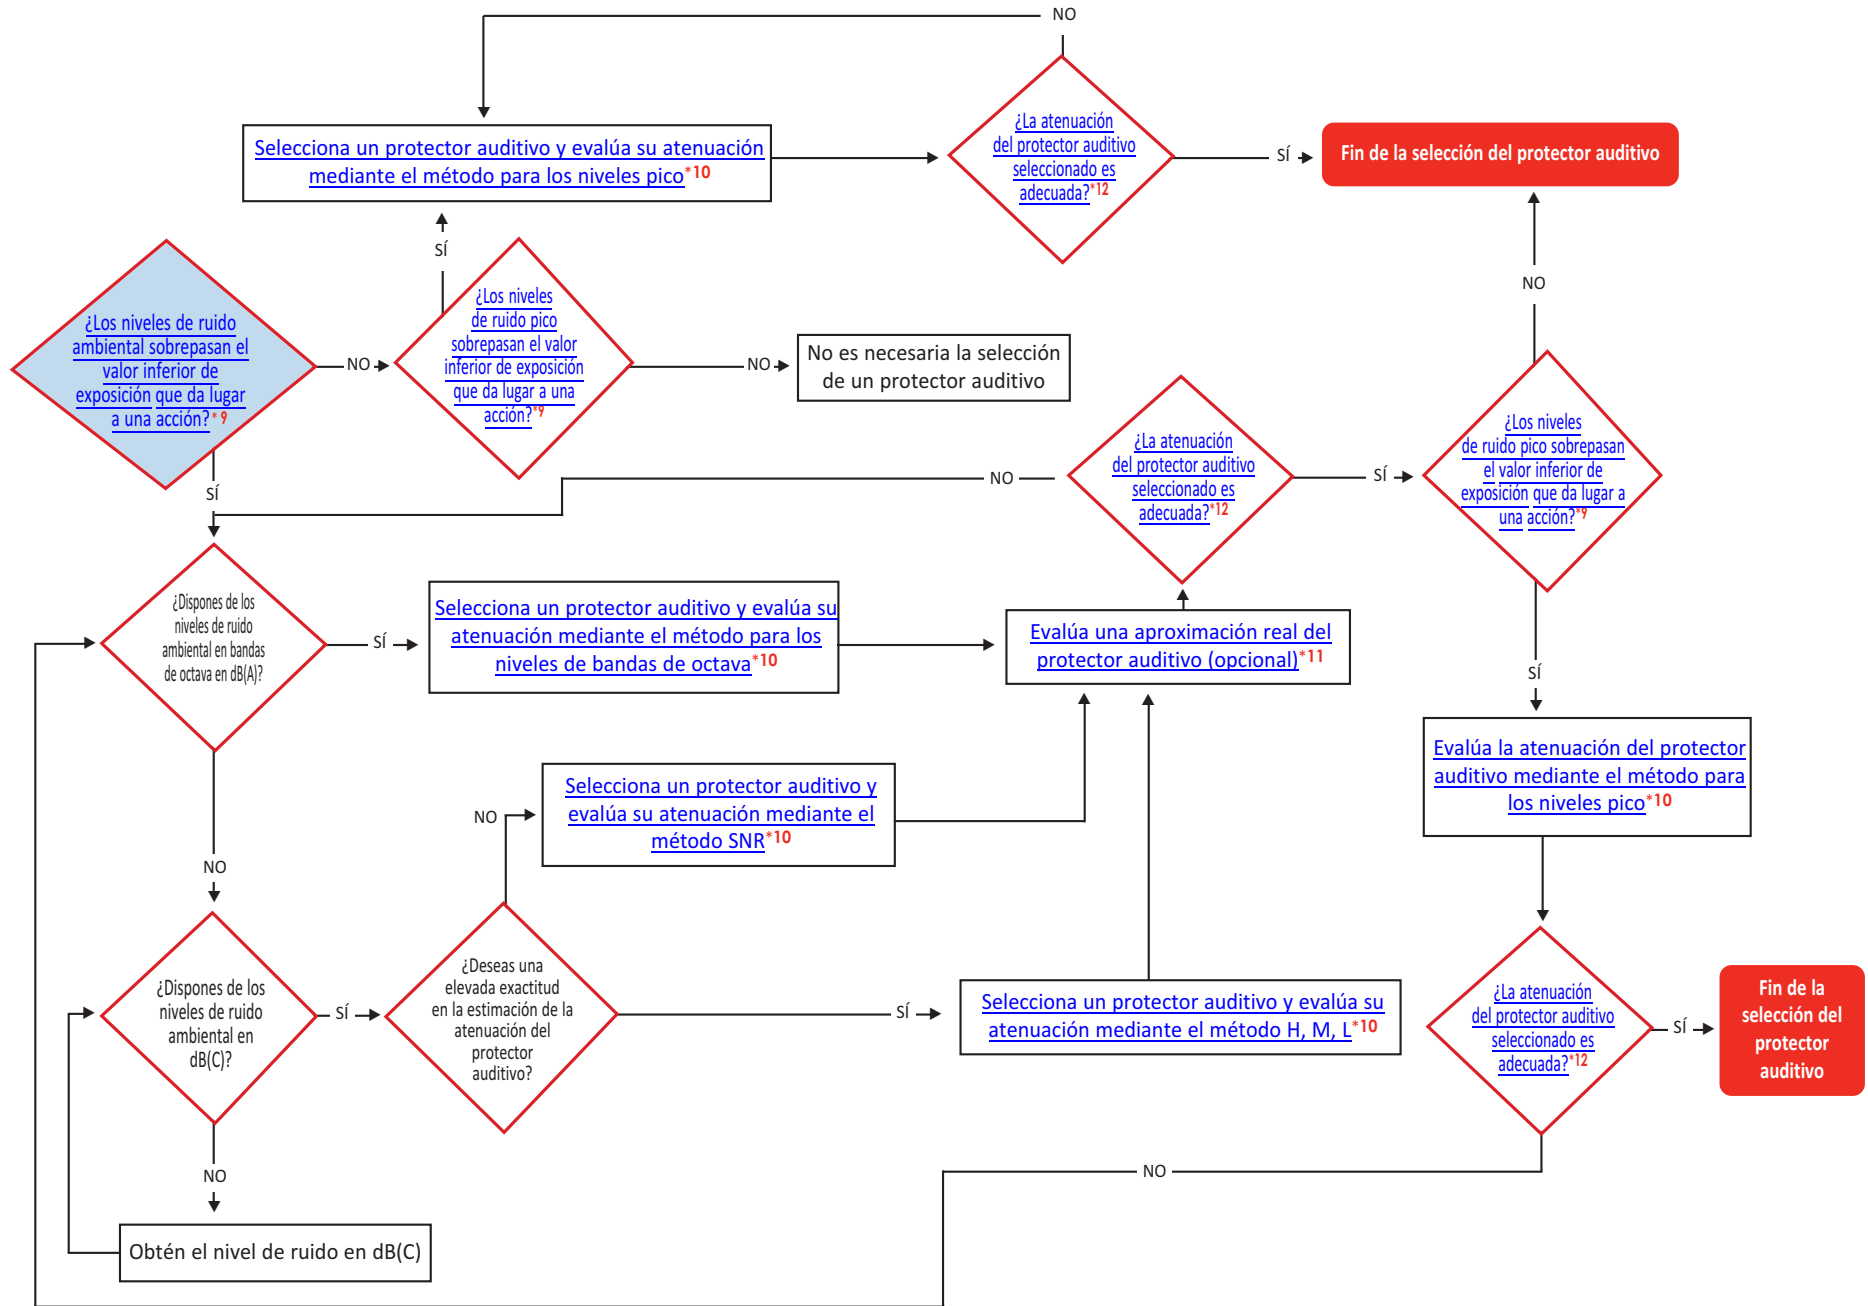 NO
¿La atenuación
del protector auditivo
seleccionado es
adecuada?*12
Selecciona un protector auditivo y evalúa su atenuación
mediante el método para los niveles pico*10
SÍ
Fin de la selección del protector auditivo
SÍ
NO
¿Los niveles de ruido
ambiental sobrepasan el
valor inferior de
exposición que da lugar
a una acción?*9
NO
¿Los niveles
de ruido pico
sobrepasan el valor
inferior de exposición
que da lugar a una
acción?*9
NO
No es necesaria la selección
de un protector auditivo
¿La atenuación
del protector auditivo
seleccionado es
adecuada?*12
NO
SÍ
¿Los niveles
de ruido pico sobrepasan
el valor inferior de
exposición que da lugar a
una acción?*9
SÍ
¿Dispones de los
niveles de ruido
ambiental en bandas
de octava en dB(A)?
SÍ
Selecciona un protector auditivo y evalúa su
atenuación mediante el método para los
niveles de bandas de octava*10
Evalúa una aproximación real del
protector auditivo (opcional)*11
SÍ
Evalúa la atenuación del protector
auditivo mediante el método para
los niveles pico*10
NO
Selecciona un protector auditivo y
evalúa su atenuación mediante el
método SNR*10
NO
¿Dispones de los
niveles de ruido
ambiental en
dB(C)?
SÍ
¿Deseas una
elevada exactitud
en la estimación de la
atenuación del
protector
auditivo?
SÍ
Selecciona un protector auditivo y evalúa su
atenuación mediante el método H, M, L*10
¿La atenuación
del protector auditivo
seleccionado es
adecuada?*12
SÍ
Fin de la
selección del
protector
auditivo
NO
NO
Obtén el nivel de ruido en dB(C)